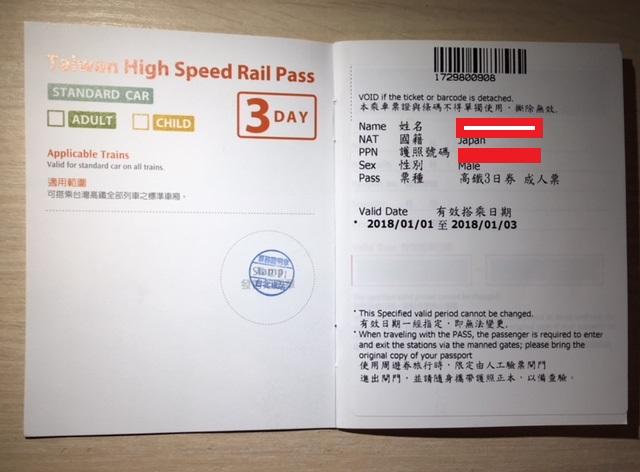 Taiwan High Speed Rail Pass
STANDARD CAR
ADULT CHILD
3 DAY
Applicable Trains
Valid for standard car on all trains.
適用範圍
可搭乘台灣高鐵全部列車之標準車廂。
1729800908
VOID if the ticket or barcode is detached.
本乘車票證與條碼不得單獨使用，撕除無效.
Name 姓名
NAT 國籍 Japan
PPN 護照號碼
Sex 性別 Male
Pass 票種 高鐵3日券 成人票
Valid Date 有效搭乘日期
* 2018/01/01 至 2018/01/03
* This Specified valid period cannot be changed.
有效日期一經指定，即無法變更.
* When traveling with the PASS, the passenger is required to enter
and exit the stations via the manned gates; please bring the
original copy of your passport
使用周遊券旅行時，限定由人工驗票閘門
進出閘門，並請隨身攜帶護照正本，以備查驗.